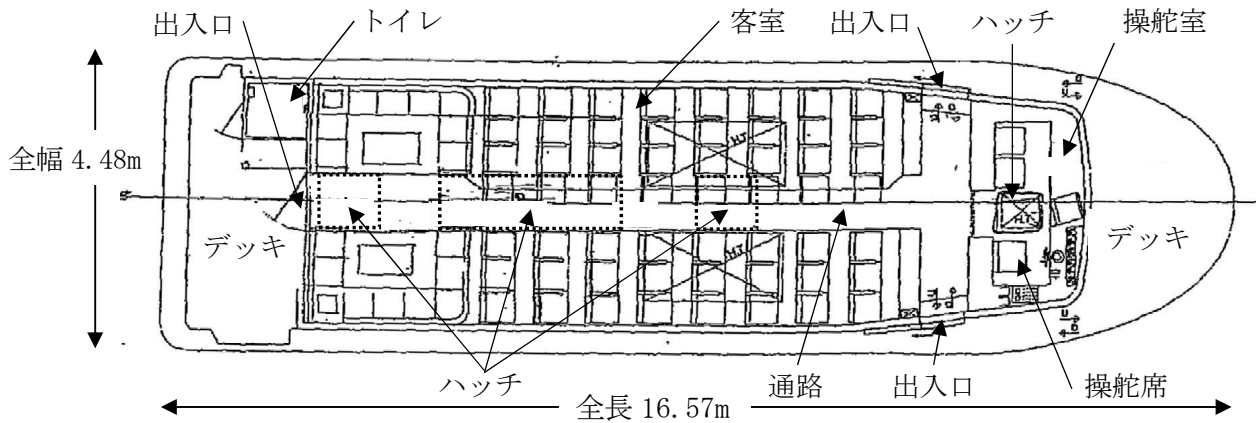 出入口
トイレ
客室
出入口
ハッチ
操舵室
全幅 4.48m
デッキ
デッキ
ハッチ
通路
出入口
操舵席
全長 16.57m